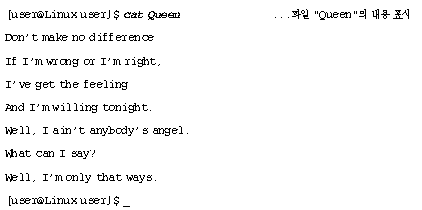 [user@Linux user]$ cat Queen ...화일 "Queen"의 내용 표시
Don't make no difference
If I'm wrong or I'm right,
I've get the feeling
And I'm willing tonight.
Well, I ain't anybody's angel.
What can I say?
Well, I'm only that ways.
[user@Linux user]$ _